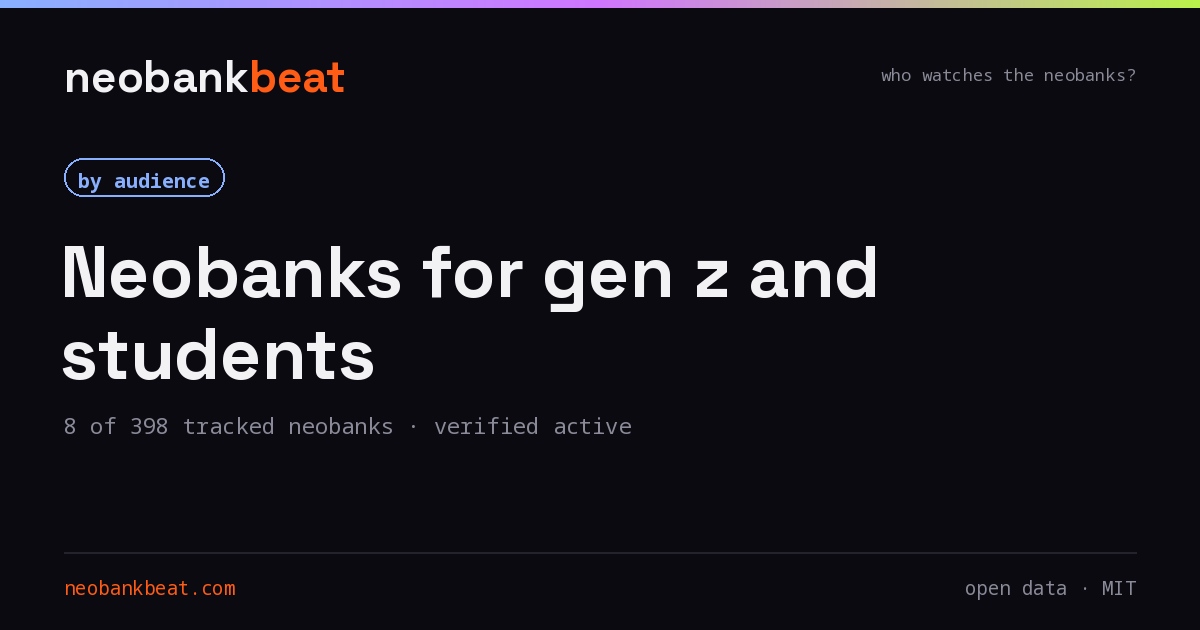 neobankbeat
who watches the neobanks?
by audience
Neobanks for gen z and
students
8 of 398 tracked neobanks · verified active
neobankbeat.com
open data · MIT